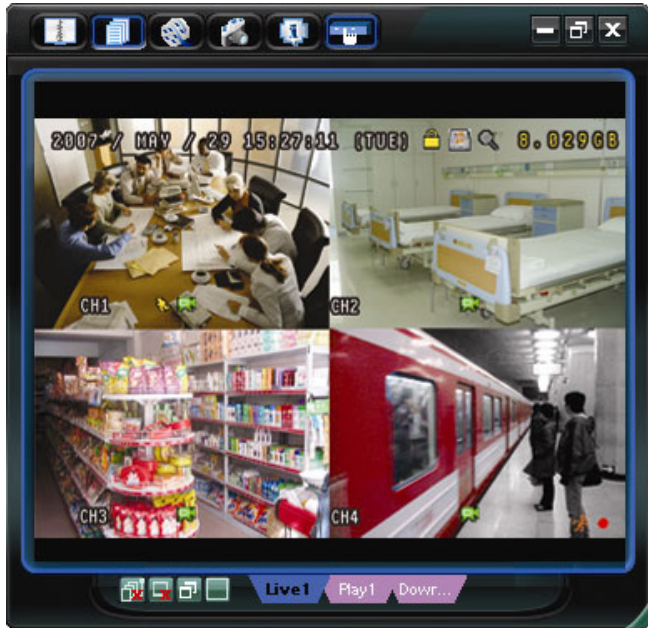 2007 / MAY / 29 15:27:11 (TUE) 8.029GB
CH1
CH2
CH3
CH4
Live1 Play1 Dowr...